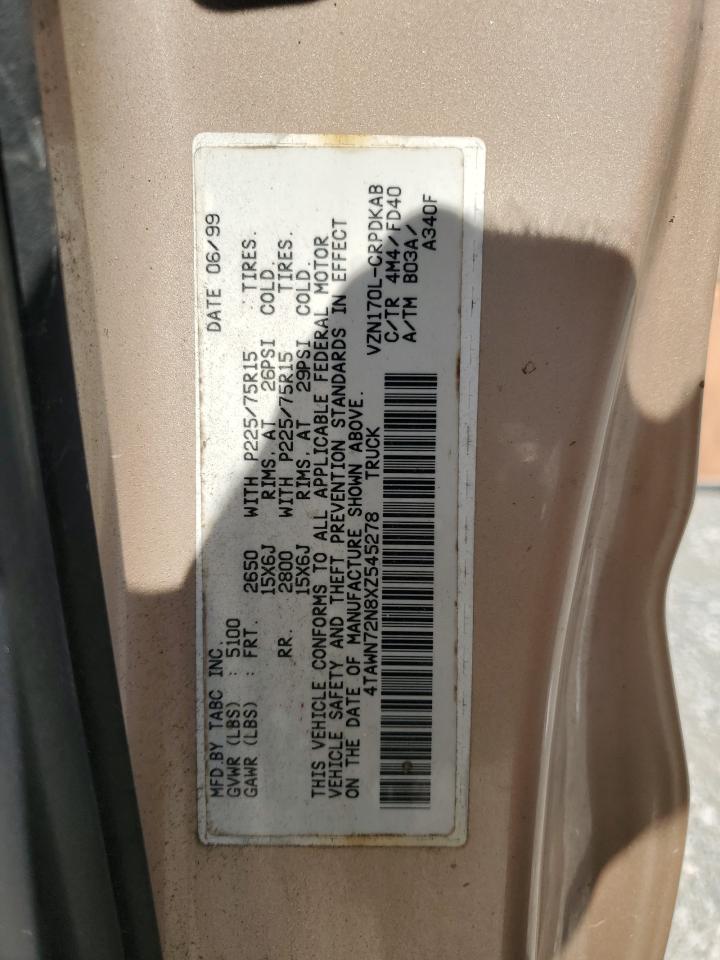 MFD.BY TABC INC. DATE 06/99
GVWR (LBS) : 5100
GAWR (LBS) : FRT. 2650 WITH P225/75R15 TIRES.
15X6J RIMS, AT 26PSI COLD.
RR. 2800 WITH P225/75R15 TIRES.
15X6J RIMS, AT 29PSI COLD.
THIS VEHICLE CONFORMS TO ALL APPLICABLE FEDERAL MOTOR
VEHICLE SAFETY AND THEFT PREVENTION STANDARDS IN EFFECT
ON THE DATE OF MANUFACTURE SHOWN ABOVE.
4TAWN72N8XZ545278 TRUCK
VZN170L-CRPDKAB
C/TR 4M4/FD40
A/TM B03A/
A340F